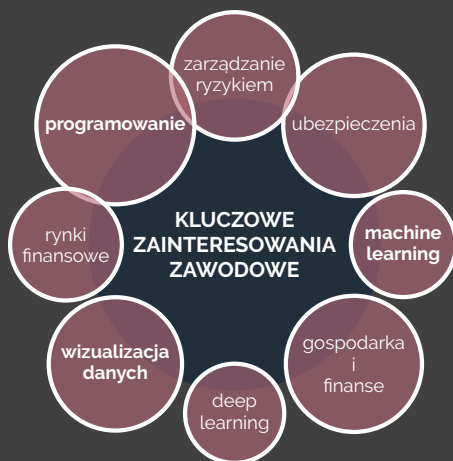 zarządzanie
ryzykiem
programowanie
ubezpieczenia
KLUCZOWE
ZAINTERESOWANIA
ZAWODOWE
rynki
finansowe
machine
learning
wizualizacja
danych
gospodarka
i
finanse
deep
learning